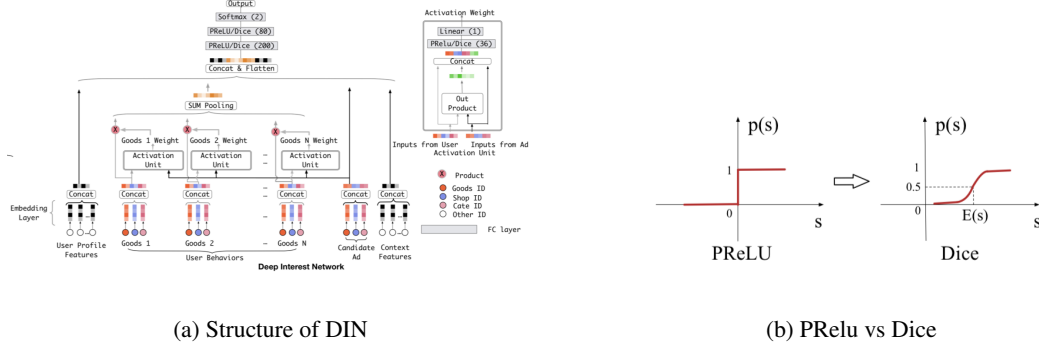 Output
Softmax (2)
PReLU/Dice (80)
PReLU/Dice (200)
Concat & Flatten
SUM Pooling
Goods 1 Weight
Goods 2 Weight
Goods N Weight
Activation Unit
Activation Unit
Activation Unit
Concat
Concat
Concat
Concat
Concat
Concat
Embedding Layer
User Profile Features
Goods 1
Goods 2
Goods N
User Behaviors
Candidate Ad
Context Features
Deep Interest Network
Activation Weight
Linear (1)
PRelu/Dice (36)
Concat
Out Product
Inputs from User
Inputs from Ad
Activation Unit
X
X
X
X Product
Goods ID
Shop ID
Cate ID
Other ID
FC layer
(a) Structure of DIN
p(s)
1
0
s
PReLU
p(s)
1
0.5
0
E(s)
s
Dice
(b) PRelu vs Dice